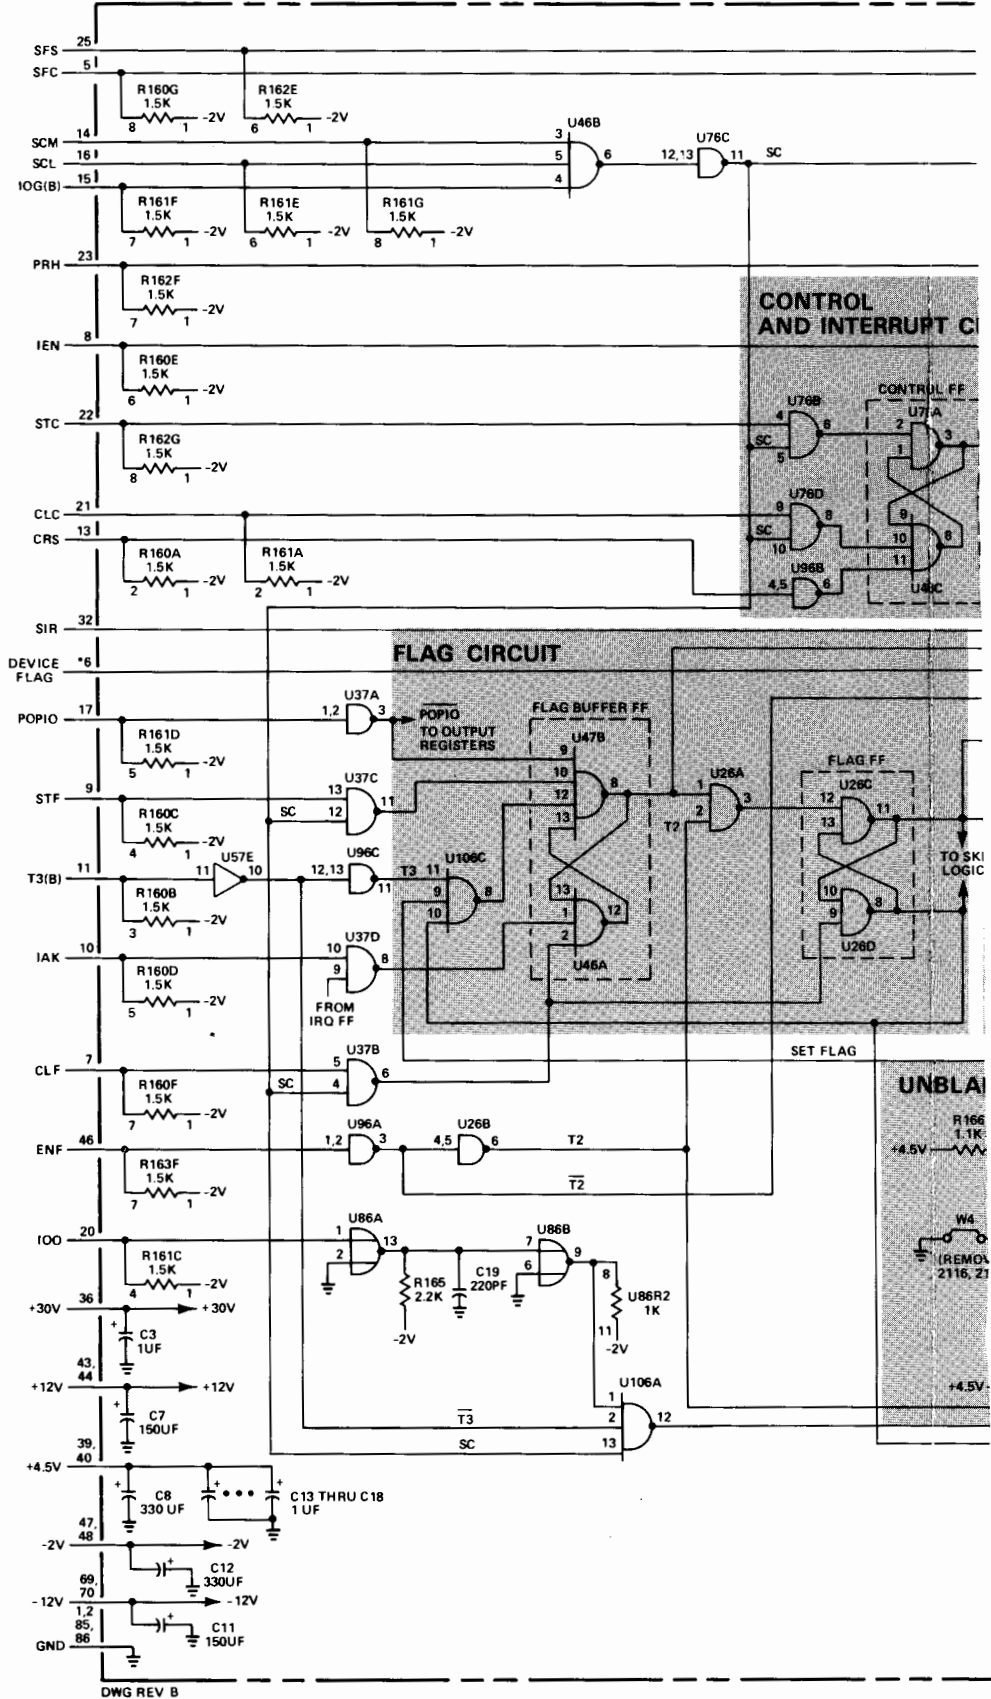 SFS 25
SFC 5
R160G
1.5K
8 1 -2V
R162E
1.5K
6 1 -2V
SCM 14
SCL 16
IOG(B) 15
U46B
3
5
4
6
12,13
U76C
11
SC
R161F
1.5K
7 1 -2V
R161E
1.5K
6 1 -2V
R161G
1.5K
8 1 -2V
PRH 23
R162F
1.5K
7 1 -2V
CONTROL
AND INTERRUPT C
IEN 8
R160E
1.5K
6 1 -2V
CONTROL FF
STC 22
R162G
1.5K
8 1 -2V
U76B
4
SC
5
6
2
1
3
CLC 21
CRS 13
R160A
1.5K
2 1 -2V
R161A
1.5K
2 1 -2V
U76D
9
SC
10
8
9
10
11
8
U96B
4,5
6
SIR 32
FLAG CIRCUIT
DEVICE
FLAG
*6
POPIO 17
R161D
1.5K
5 1 -2V
U37A
1,2
3
POPIO
TO OUTPUT
REGISTERS
FLAG BUFFER FF
U47B
9
10
12
13
8
STF 9
R160C
1.5K
4 1 -2V
U37C
13
SC 12
11
U26A
1
T2 2
3
FLAG FF
U26C
12
13
11
T3(B) 11
R160B
1.5K
3 1 -2V
11 U57E 10
12,13
U96C
11
T3 11
9
10
U106C
8
13
1
2
12
U46A
TO SKI
LOGIC
10
9
8
U26D
IAK 10
R160D
1.5K
5 1 -2V
U37D
10
9
8
FROM
IRQ FF
SET FLAG
CLF 7
R160F
1.5K
7 1 -2V
U37B
5
SC 4
6
UNBLA
R166
1.1K
+4.5V
ENF 46
R163F
1.5K
7 1 -2V
U96A
1,2
3
U26B
4,5
6
T2
T2
IOO 20
R161C
1.5K
4 1 -2V
U86A
1
2
13
R165
2.2K
-2V
C19
220PF
U86B
7
6
9
8
U86R2
1K
11
-2V
W4
(REMOV
2116, 21
+30V 36 +30V
C3
1UF
+12V 43,
44 +12V
C7
150UF
+4.5V
U106A
1
T3 2
SC 13
12
+4.5V 39,
40
C8
330 UF
C13 THRU C18
1 UF
-2V 47,
48 -2V
C12
330UF
-12V 69,
70 -12V
C11
150UF
GND 1,2
85,
86
DWG REV B